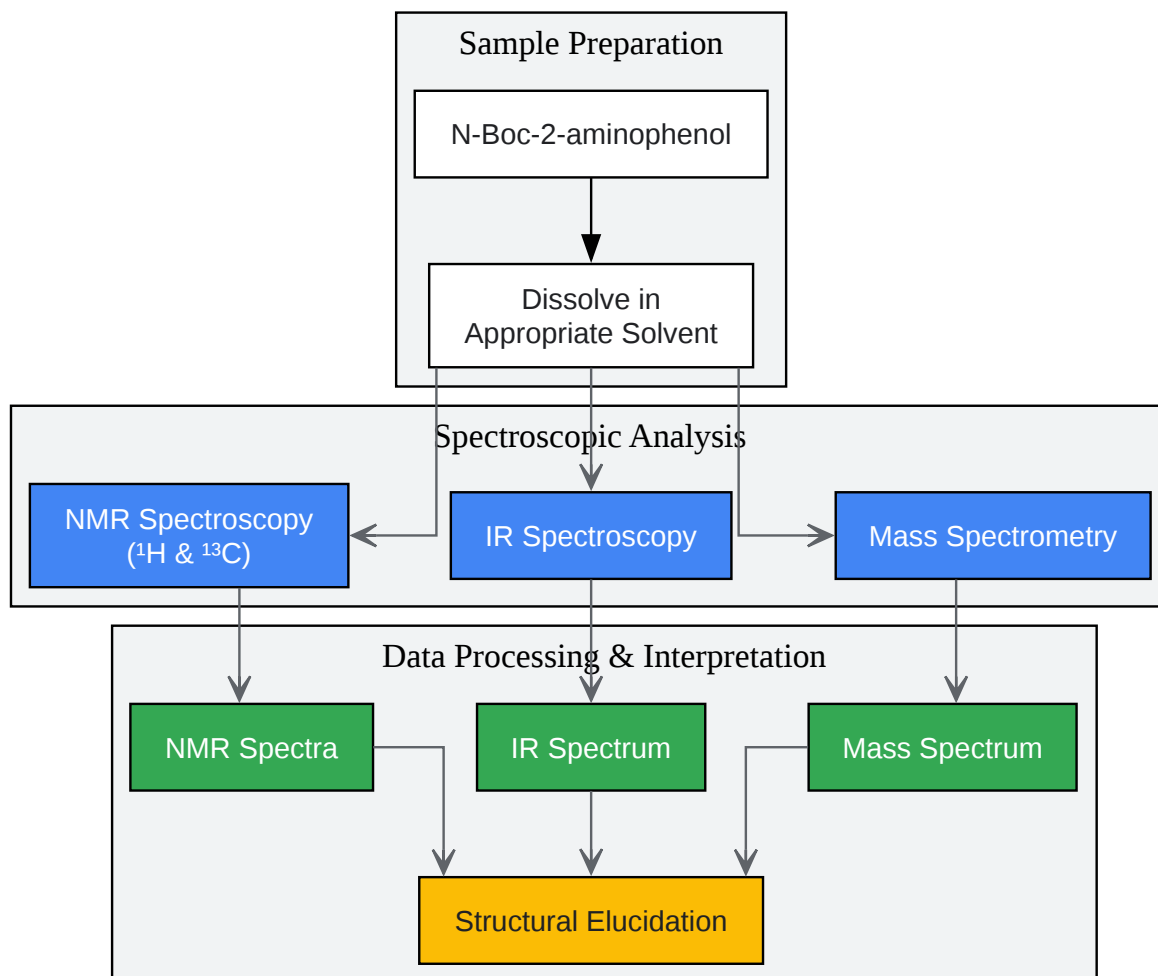 Sample Preparation
N-Boc-2-aminophenol
Dissolve in
Appropriate Solvent
Spectroscopic Analysis
NMR Spectroscopy
(¹H & ¹³C)
IR Spectroscopy
Mass Spectrometry
Data Processing & Interpretation
NMR Spectra
IR Spectrum
Mass Spectrum
Structural Elucidation